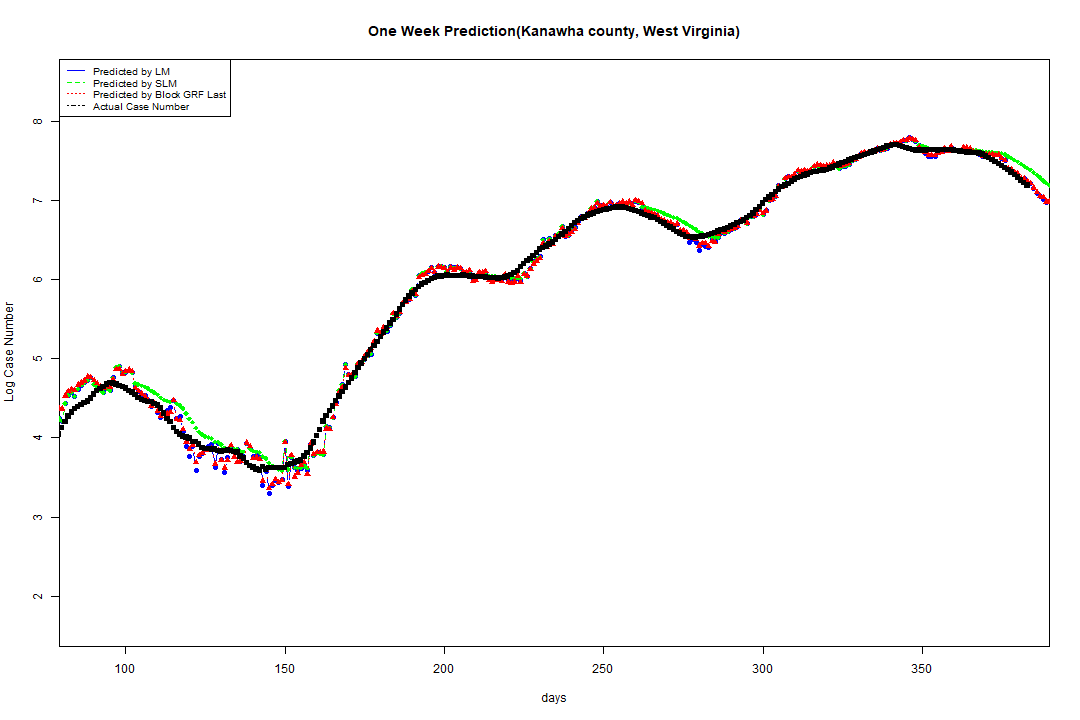 One Week Prediction(Kanawha county, West Virginia)
Predicted by LM
Predicted by SLM
Predicted by Block GRF Last
Actual Case Number
Log Case Number
8
7
6
5
4
3
2
100 150 200 250 300 350
days